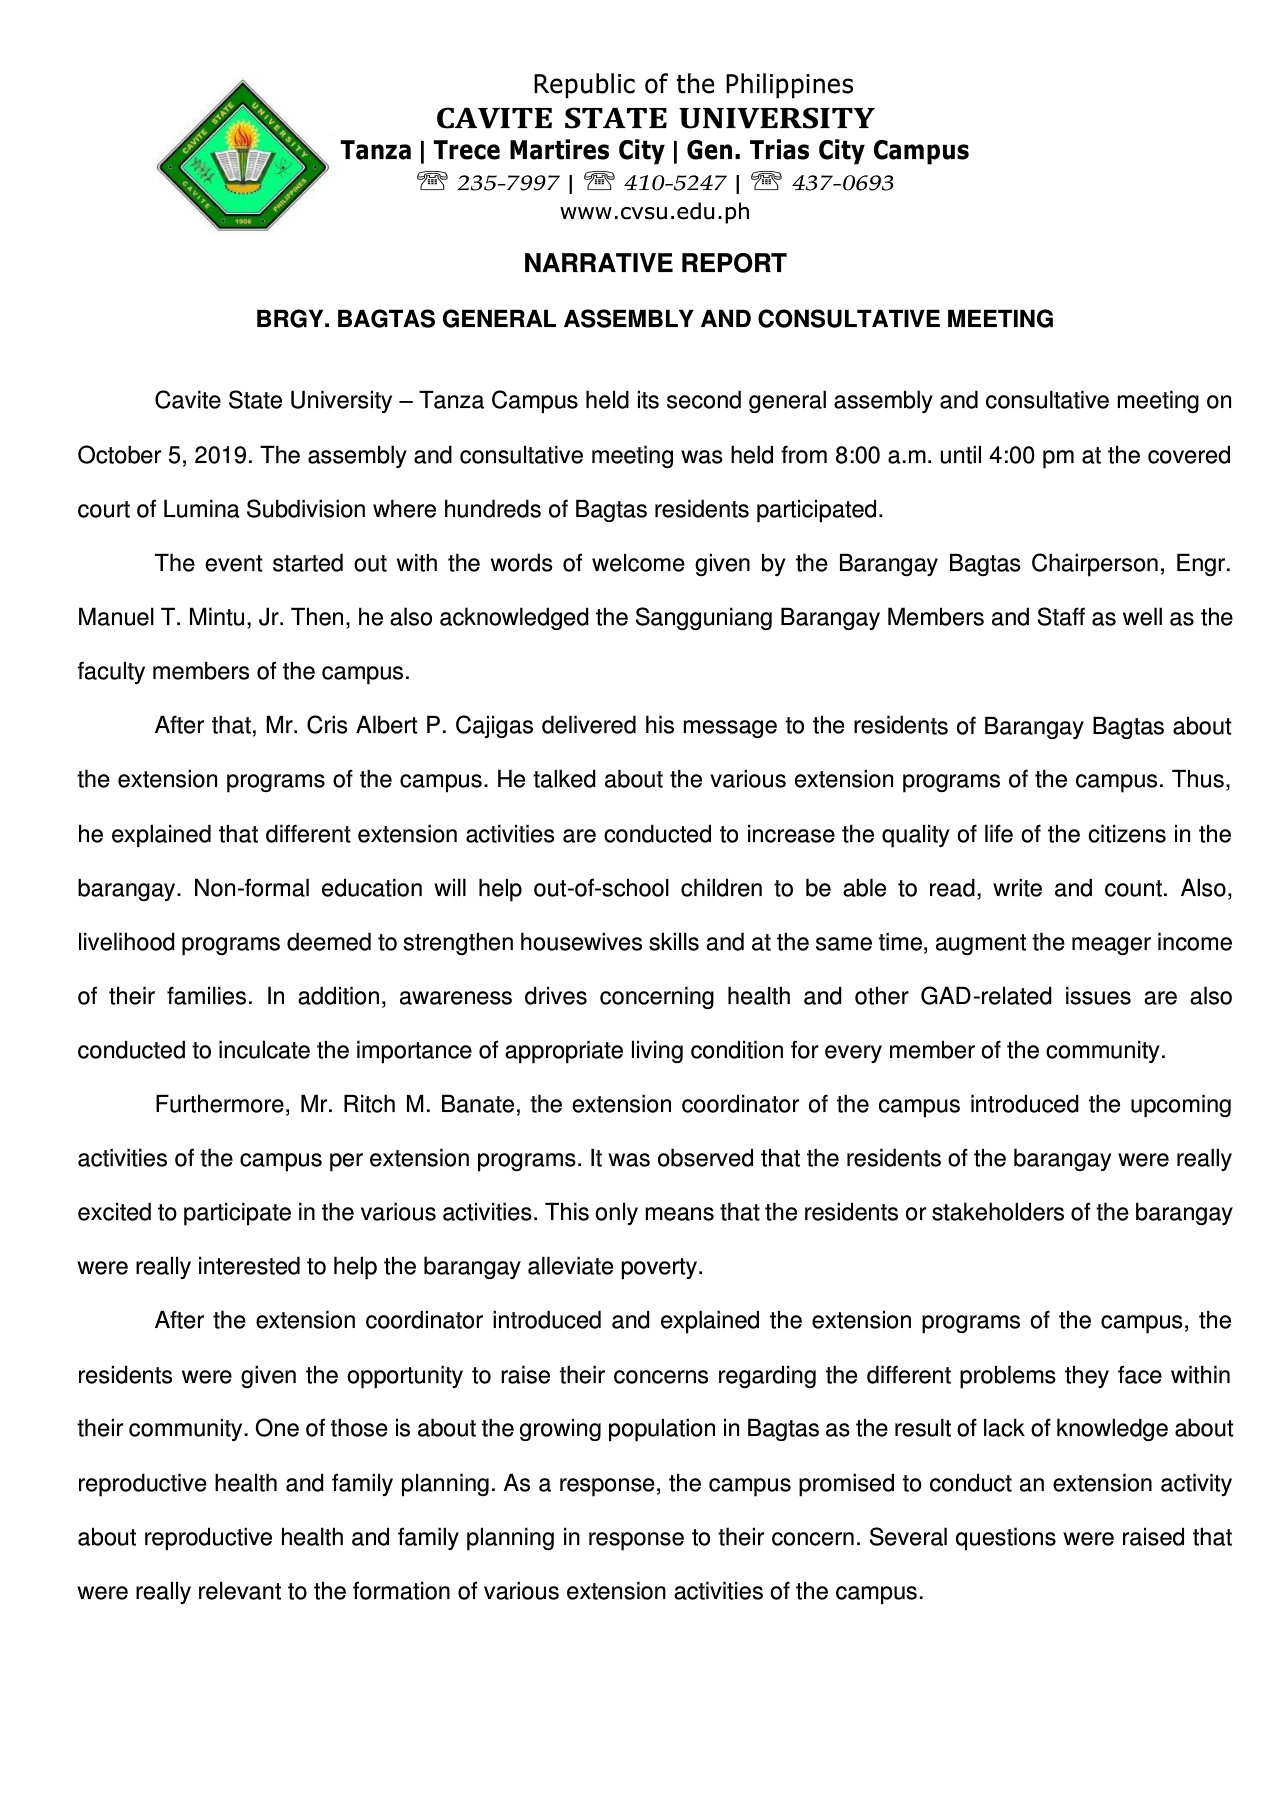 Republic of the Philippines
CAVITE STATE UNIVERSITY
Tanza | Trece Martires City | Gen. Trias City Campus
☏ 235-7997 | ☏ 410-5247 | ☏ 437-0693
www.cvsu.edu.ph
CAVITE STATE UNIVERSITY
CAVITE PHILIPPINES
1906
NARRATIVE REPORT
BRGY. BAGTAS GENERAL ASSEMBLY AND CONSULTATIVE MEETING
Cavite State University – Tanza Campus held its second general assembly and consultative meeting on
October 5, 2019. The assembly and consultative meeting was held from 8:00 a.m. until 4:00 pm at the covered
court of Lumina Subdivision where hundreds of Bagtas residents participated.
The event started out with the words of welcome given by the Barangay Bagtas Chairperson, Engr.
Manuel T. Mintu, Jr. Then, he also acknowledged the Sangguniang Barangay Members and Staff as well as the
faculty members of the campus.
After that, Mr. Cris Albert P. Cajigas delivered his message to the residents of Barangay Bagtas about
the extension programs of the campus. He talked about the various extension programs of the campus. Thus,
he explained that different extension activities are conducted to increase the quality of life of the citizens in the
barangay. Non-formal education will help out-of-school children to be able to read, write and count. Also,
livelihood programs deemed to strengthen housewives skills and at the same time, augment the meager income
of their families. In addition, awareness drives concerning health and other GAD-related issues are also
conducted to inculcate the importance of appropriate living condition for every member of the community.
Furthermore, Mr. Ritch M. Banate, the extension coordinator of the campus introduced the upcoming
activities of the campus per extension programs. It was observed that the residents of the barangay were really
excited to participate in the various activities. This only means that the residents or stakeholders of the barangay
were really interested to help the barangay alleviate poverty.
After the extension coordinator introduced and explained the extension programs of the campus, the
residents were given the opportunity to raise their concerns regarding the different problems they face within
their community. One of those is about the growing population in Bagtas as the result of lack of knowledge about
reproductive health and family planning. As a response, the campus promised to conduct an extension activity
about reproductive health and family planning in response to their concern. Several questions were raised that
were really relevant to the formation of various extension activities of the campus.